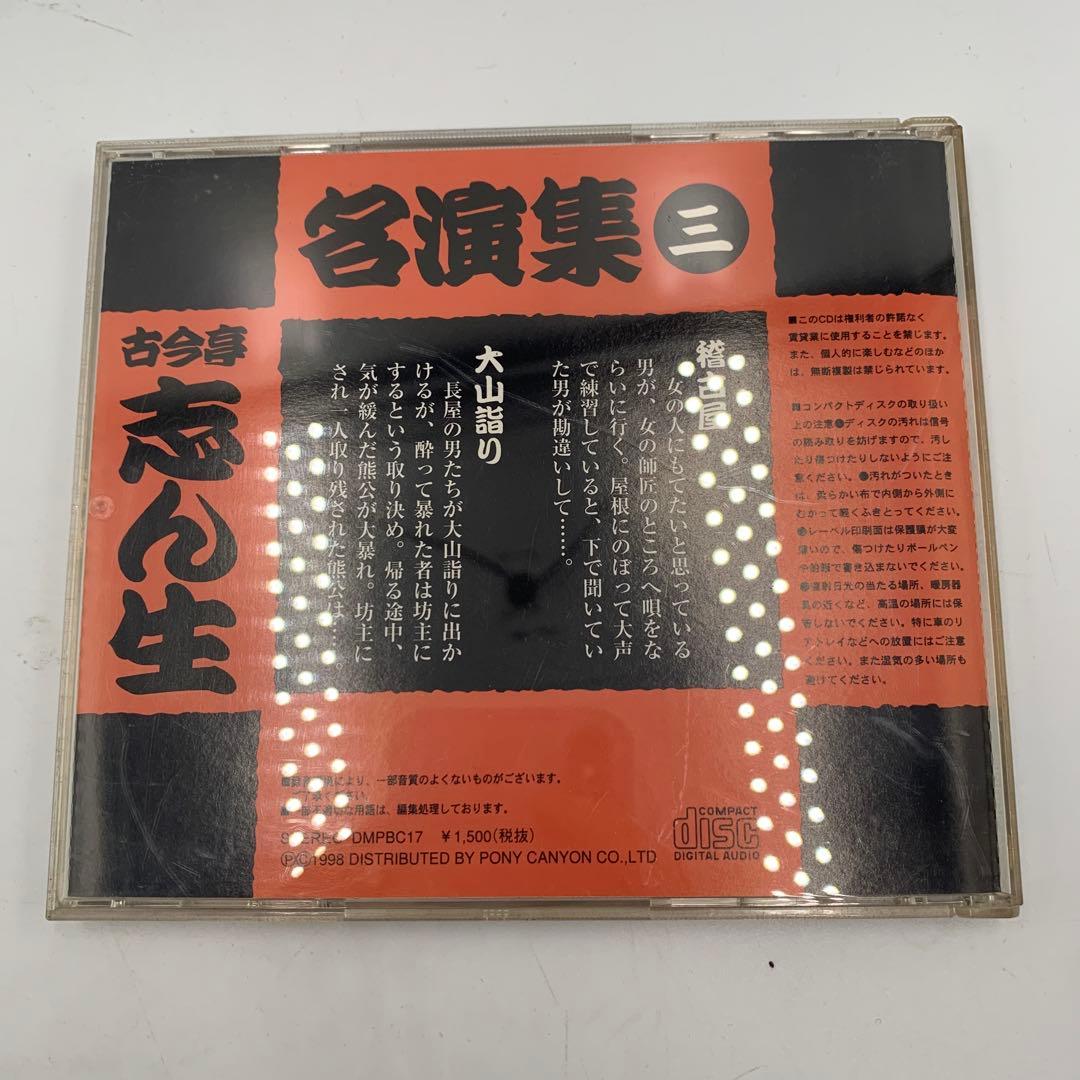 名演集 三
古今亭
志ん生
稽古屋
女の人にもてたいと思っている
男が、女の師匠のところへ唄をな
らいに行く。屋根にのぼって大声
で練習していると、下で聞いてい
た男が勘違いして……。
大山詣り
長屋の男たちが大山詣りに出か
けるが、酔って暴れた者は坊主に
するという取り決め。帰る途中、
気が緩んだ熊公が大暴れ。坊主に
され一人取り残された熊公は……。
■このCDは権利者の許諾なく
賃貸業に使用することを禁じます。
また、個人的に楽しむなどのほか
は、無断複製は禁じられています。
■コンパクトディスクの取り扱い
上の注意●ディスクの汚れは信号
の読み取りを妨げますので、汚し
たり傷つけたりしないようにご注
意ください。●汚れがついたとき
は、柔らかい布で内側から外側に
むかって軽くふきとってください。
●レーベル印刷面は保護膜が大変
薄いので、傷つけたりボールペン
や鉛筆で書き込まないでください。
●直射日光の当たる場所、暖房器
具の近くなど、高温の場所には保
管しないでください。特に車のリ
アトレイなどへの放置にはご注意
ください。また湿気の多い場所も
避けてください。
により、一部音質のよくないものがございます。
ご了承ください。
■一部不適切な用語は、編集処理しております。
STEREO DMPBC17 ￥1,500(税抜)
ⓅⒸ1998 DISTRIBUTED BY PONY CANYON CO.,LTD
COMPACT
disc
DIGITAL AUDIO